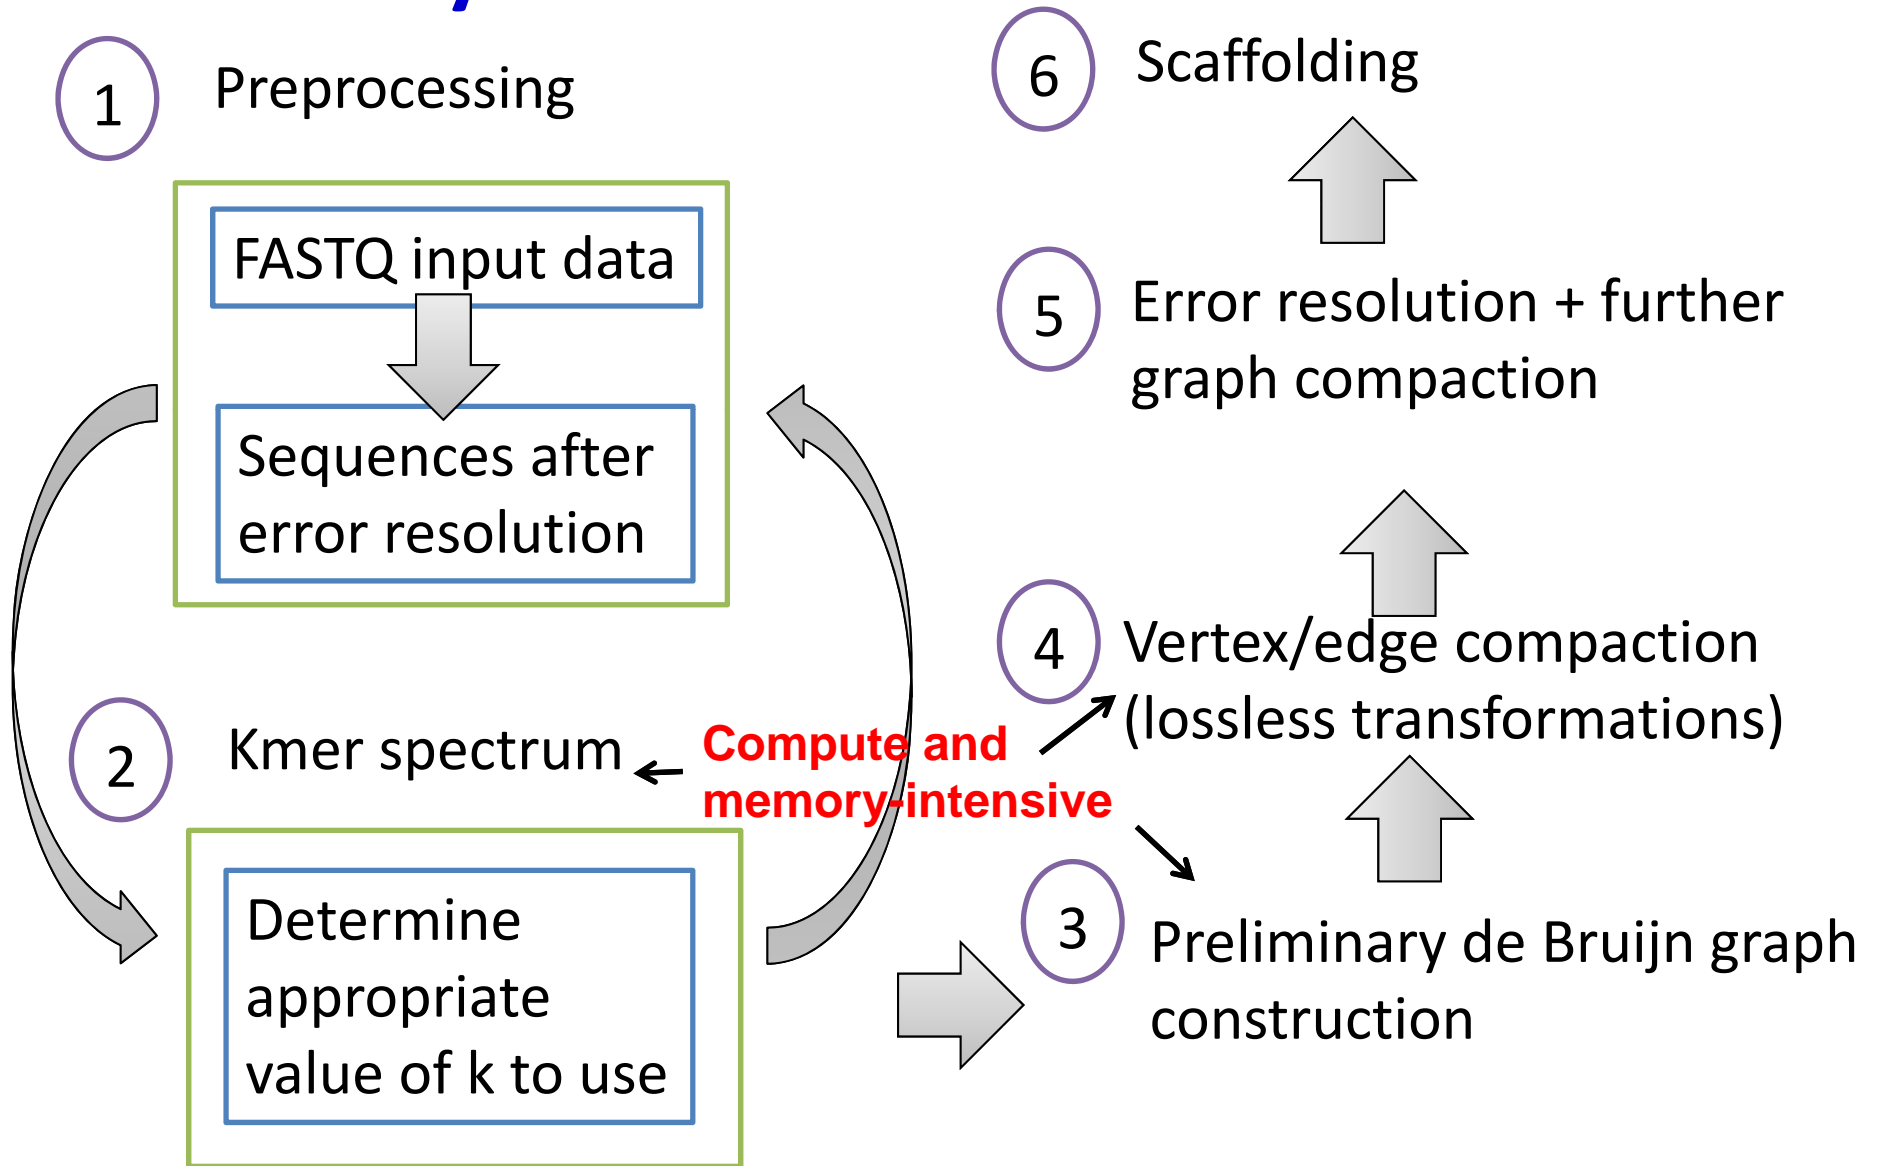 1
Preprocessing
FASTQ input data
Sequences after
error resolution
2
Kmer spectrum
Determine
appropriate
value of k to use
Compute and
memory-intensive
3
Preliminary de Bruijn graph
construction
4
Vertex/edge compaction
(lossless transformations)
5
Error resolution + further
graph compaction
6
Scaffolding